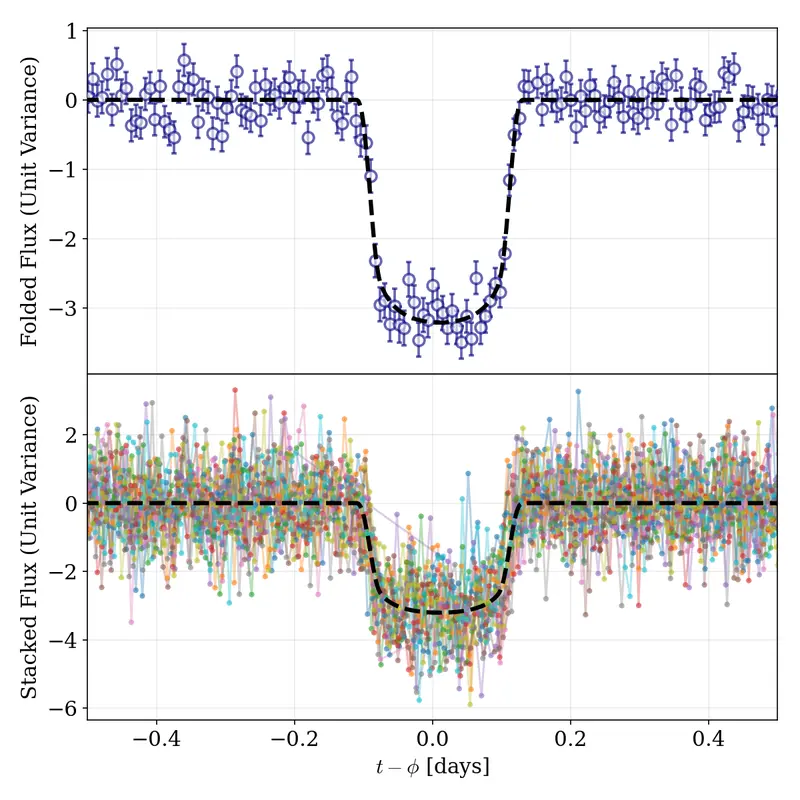 Folded Flux (Unit Variance)
1
0
−1
−2
−3
Stacked Flux (Unit Variance)
2
0
−2
−4
−6
−0.4 −0.2 0.0 0.2 0.4
t − ϕ [days]